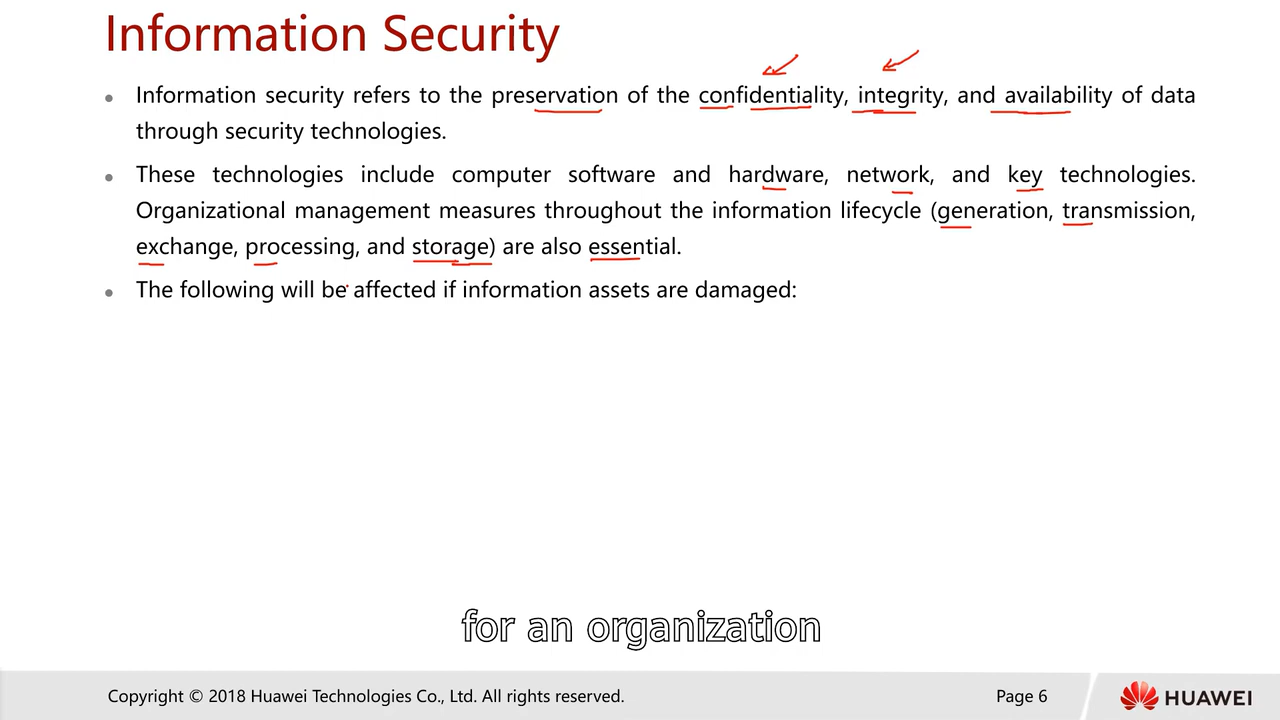 Information Security
• Information security refers to the preservation of the confidentiality, integrity, and availability of data
through security technologies.
• These technologies include computer software and hardware, network, and key technologies.
Organizational management measures throughout the information lifecycle (generation, transmission,
exchange, processing, and storage) are also essential.
• The following will be affected if information assets are damaged:
for an organization
Copyright © 2018 Huawei Technologies Co., Ltd. All rights reserved.
Page 6
HUAWEI